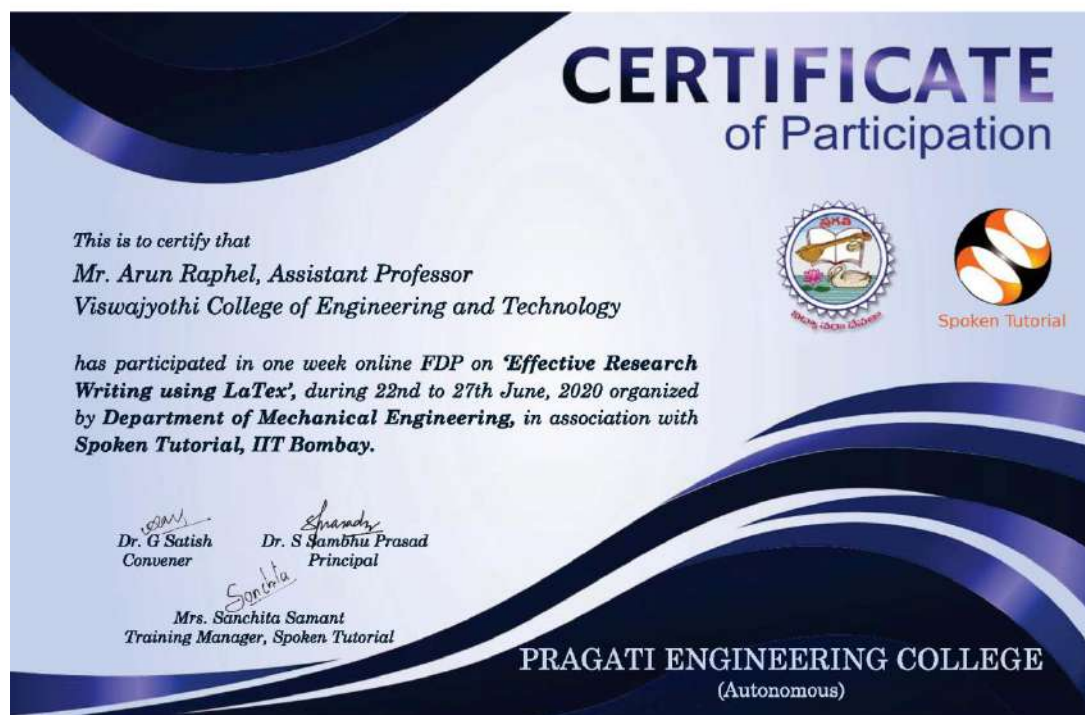 CERTIFICATE
of Participation
ప్రగతి
Spoken Tutorial
This is to certify that
Mr. Arun Raphel, Assistant Professor
Viswajyothi College of Engineering and Technology
has participated in one week online FDP on 'Effective Research
Writing using LaTex', during 22nd to 27th June, 2020 organized
by Department of Mechanical Engineering, in association with
Spoken Tutorial, IIT Bombay.
Dr. G Satish
Convener
Dr. S Sambhu Prasad
Principal
Sanchita
Mrs. Sanchita Samant
Training Manager, Spoken Tutorial
PRAGATI ENGINEERING COLLEGE
(Autonomous)